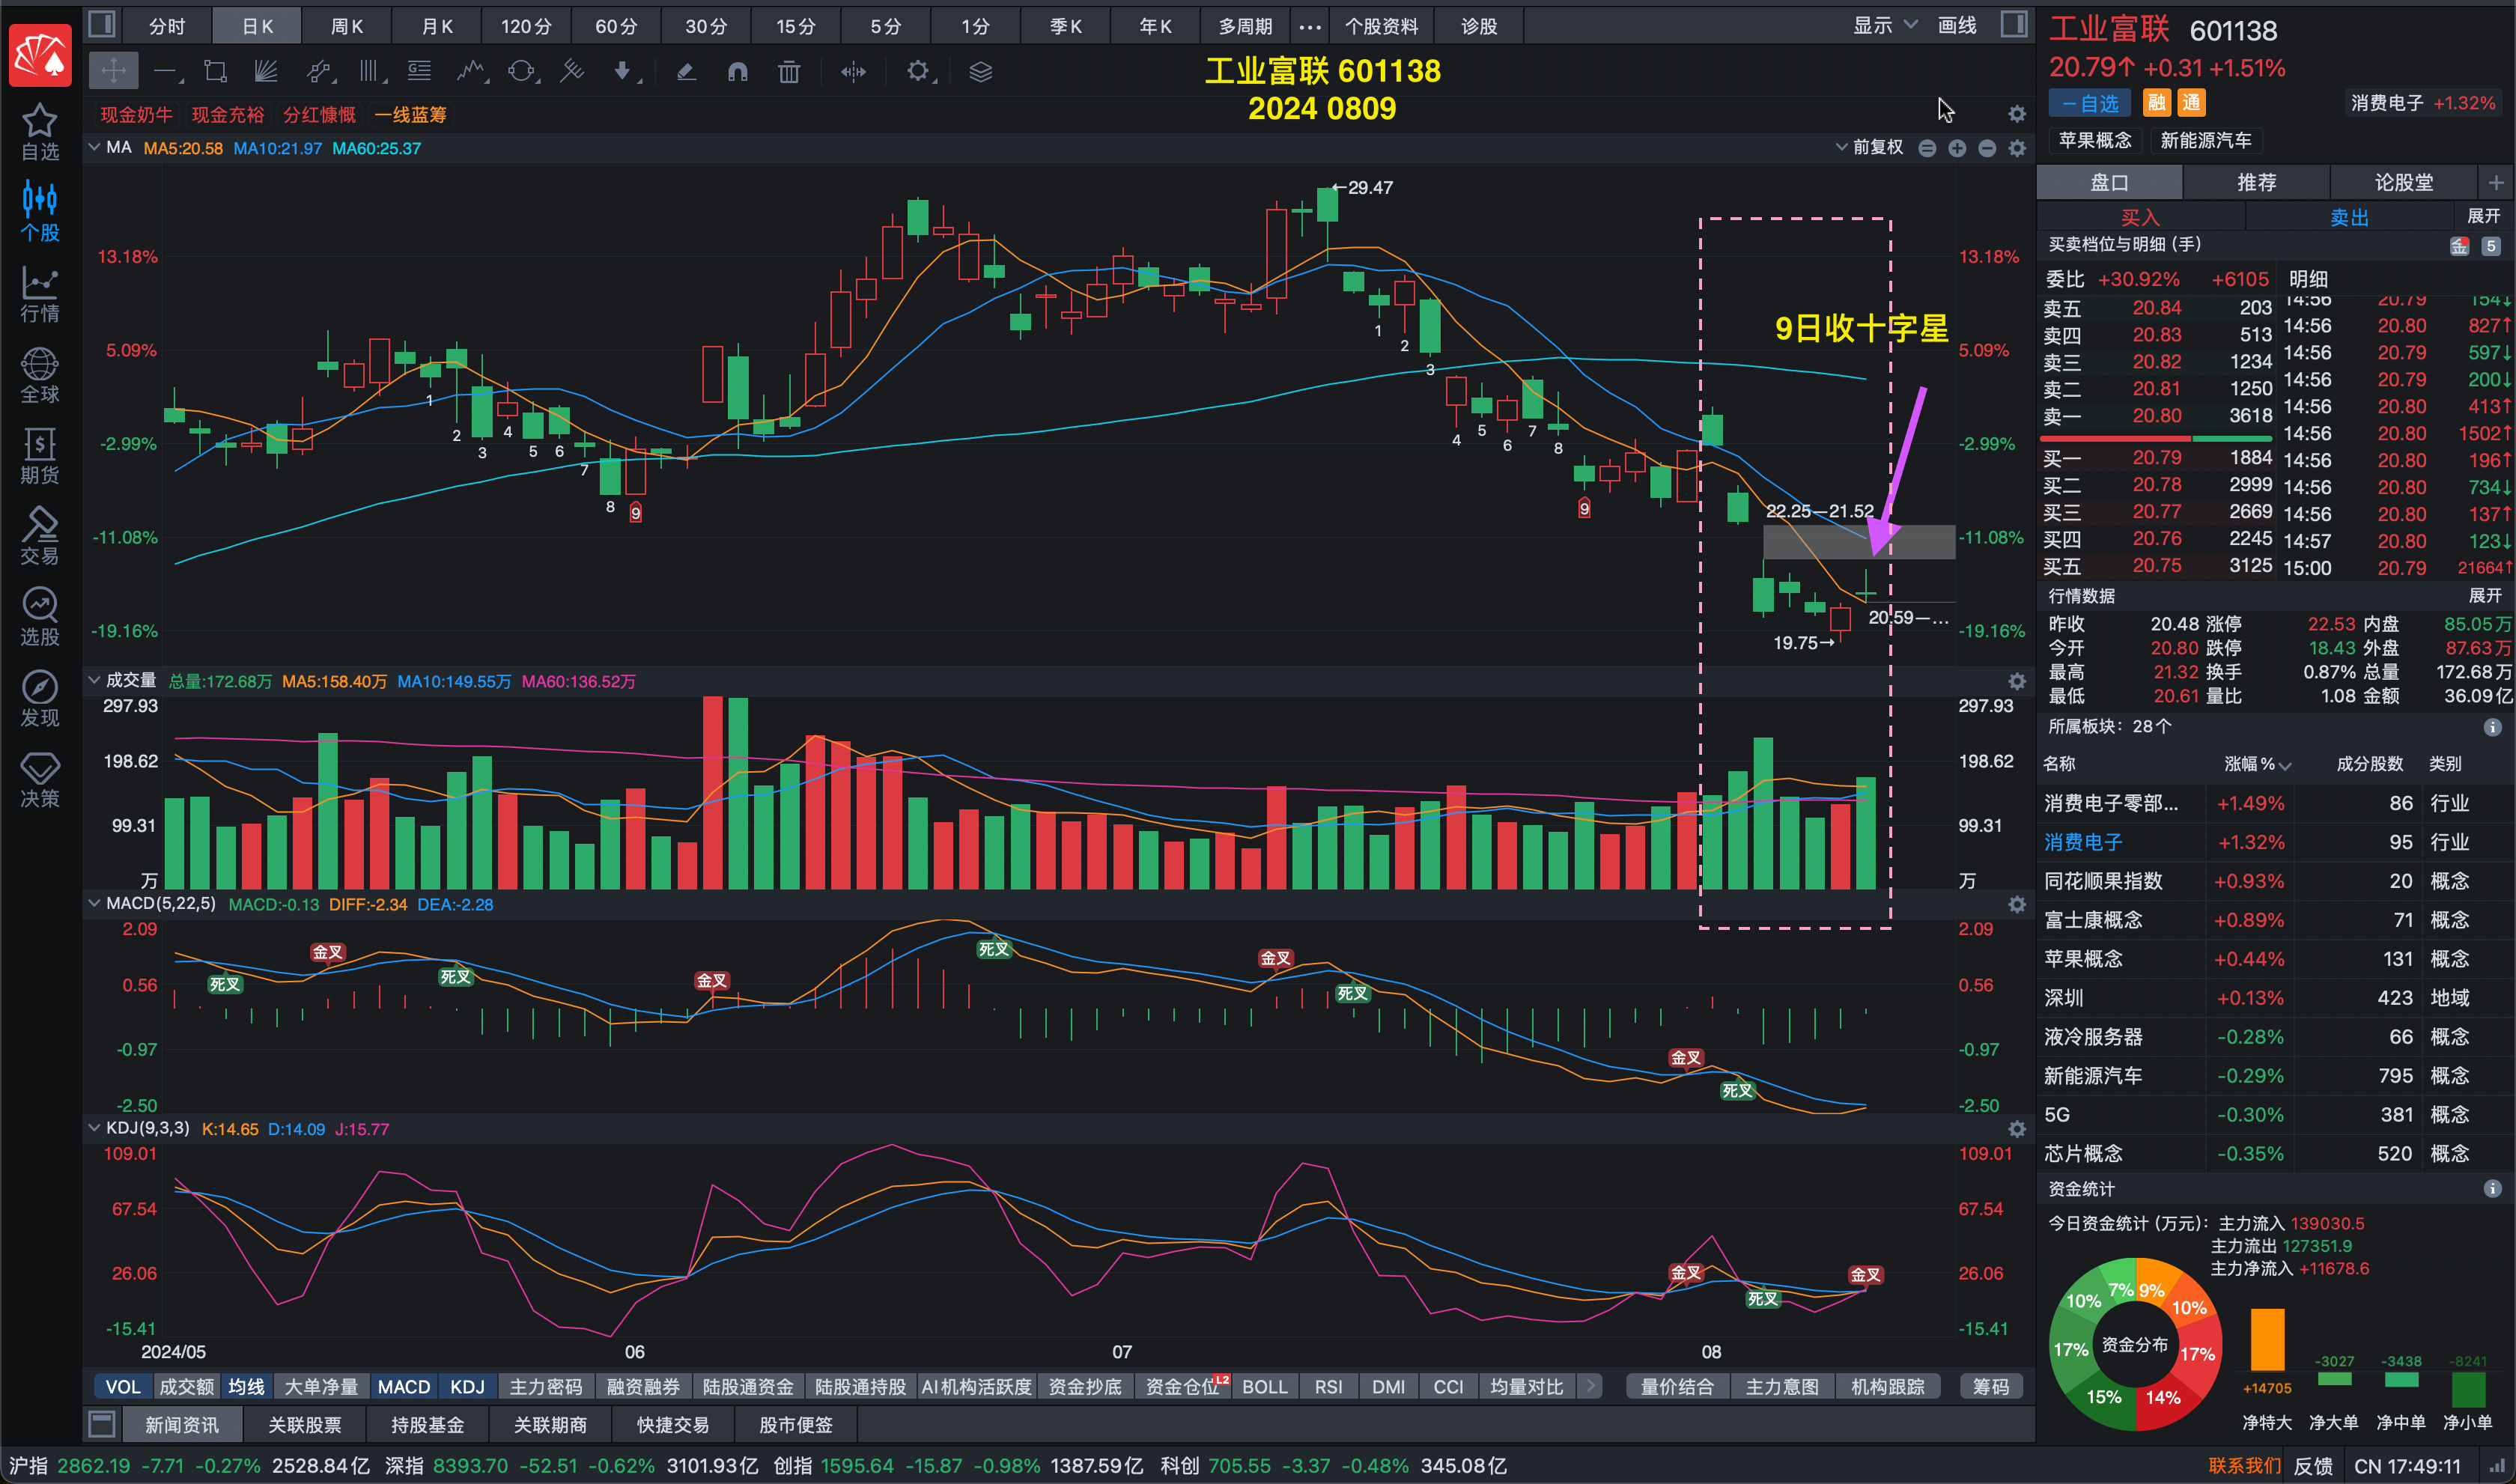 分时 日K 周K 月K 120分 60分 30分 15分 5分 1分 季K 年K 多周期 ••• 个股资料 诊股 显示 画线
工业富联 601138
2024 0809
现金奶牛 现金充裕 分红慷慨 一线蓝筹
MA MA5:20.58 MA10:21.97 MA60:25.37 前复权
自选
个股
行情
全球
期货
交易
选股
发现
决策
29.47
13.18% 13.18%
9日收十字星
5.09% 5.09%
1 2 3 4 5 6 7 8 9
1 2 3 4 5 6 7 8 9
-2.99% -2.99%
22.25—21.52
-11.08% -11.08%
20.59—...
19.75→
-19.16% -19.16%
成交量 总量:172.68万 MA5:158.40万 MA10:149.55万 MA60:136.52万
297.93 297.93
198.62 198.62
99.31 99.31
万 万
MACD(5,22,5) MACD:-0.13 DIFF:-2.34 DEA:-2.28
2.09 2.09
0.56 0.56
-0.97 -0.97
-2.50 -2.50
死叉 金叉 死叉 金叉 死叉 金叉 死叉 金叉 死叉
KDJ(9,3,3) K:14.65 D:14.09 J:15.77
109.01 109.01
67.54 67.54
26.06 26.06
-15.41 -15.41
金叉 死叉 金叉
2024/05 06 07 08
VOL 成交额 均线 大单净量 MACD KDJ 主力密码 融资融券 陆股通资金 陆股通持股 AI机构活跃度 资金抄底 资金仓位 L2 BOLL RSI DMI CCI 均量对比 量价结合 主力意图 机构跟踪 筹码
新闻资讯 关联股票 持股基金 关联期商 快捷交易 股市便签
工业富联 601138
20.79↑ +0.31 +1.51%
－自选 融 通 消费电子 +1.32%
苹果概念 新能源汽车
盘口 推荐 论股堂 +
买入 卖出 展开
买卖档位与明细 (手) 金 5
委比 +30.92% +6105 明细
卖五 20.84 203
卖四 20.83 513
卖三 20.82 1234
卖二 20.81 1250
卖一 20.80 3618
买一 20.79 1884
买二 20.78 2999
买三 20.77 2669
买四 20.76 2245
买五 20.75 3125
14:56 20.79 154↓
14:56 20.80 827↑
14:56 20.79 597↓
14:56 20.79 200↓
14:56 20.80 413↑
14:56 20.80 1502↑
14:56 20.80 196↑
14:56 20.80 734↓
14:56 20.80 137↑
14:57 20.80 123↓
15:00 20.79 21664↑
行情数据 展开
昨收 20.48 涨停 22.53 内盘 85.05万
今开 20.80 跌停 18.43 外盘 87.63万
最高 21.32 换手 0.87% 总量 172.68万
最低 20.61 量比 1.08 金额 36.09亿
所属板块：28个
名称 涨幅% 成分股数 类别
消费电子零部... +1.49% 86 行业
消费电子 +1.32% 95 行业
同花顺果指数 +0.93% 20 概念
富士康概念 +0.89% 71 概念
苹果概念 +0.44% 131 概念
深圳 +0.13% 423 地域
液冷服务器 -0.28% 66 概念
新能源汽车 -0.29% 795 概念
5G -0.30% 381 概念
芯片概念 -0.35% 520 概念
资金统计
今日资金统计 (万元)： 主力流入 139030.5
主力流出 127351.9
主力净流入 +11678.6
资金分布
7% 9% 10% 17% 14% 15% 17% 10%
+14705 -3027 -3438 -8241
净特大 净大单 净中单 净小单
沪指 2862.19 -7.71 -0.27% 2528.84亿 深指 8393.70 -52.51 -0.62% 3101.93亿 创指 1595.64 -15.87 -0.98% 1387.59亿 科创 705.55 -3.37 -0.48% 345.08亿 联系我们 反馈 CN 17:49:11